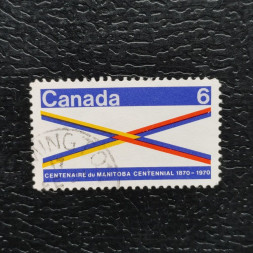 Canada 6
CENTENAIRE du MANITOBA CENTENNIAL 1870-1970